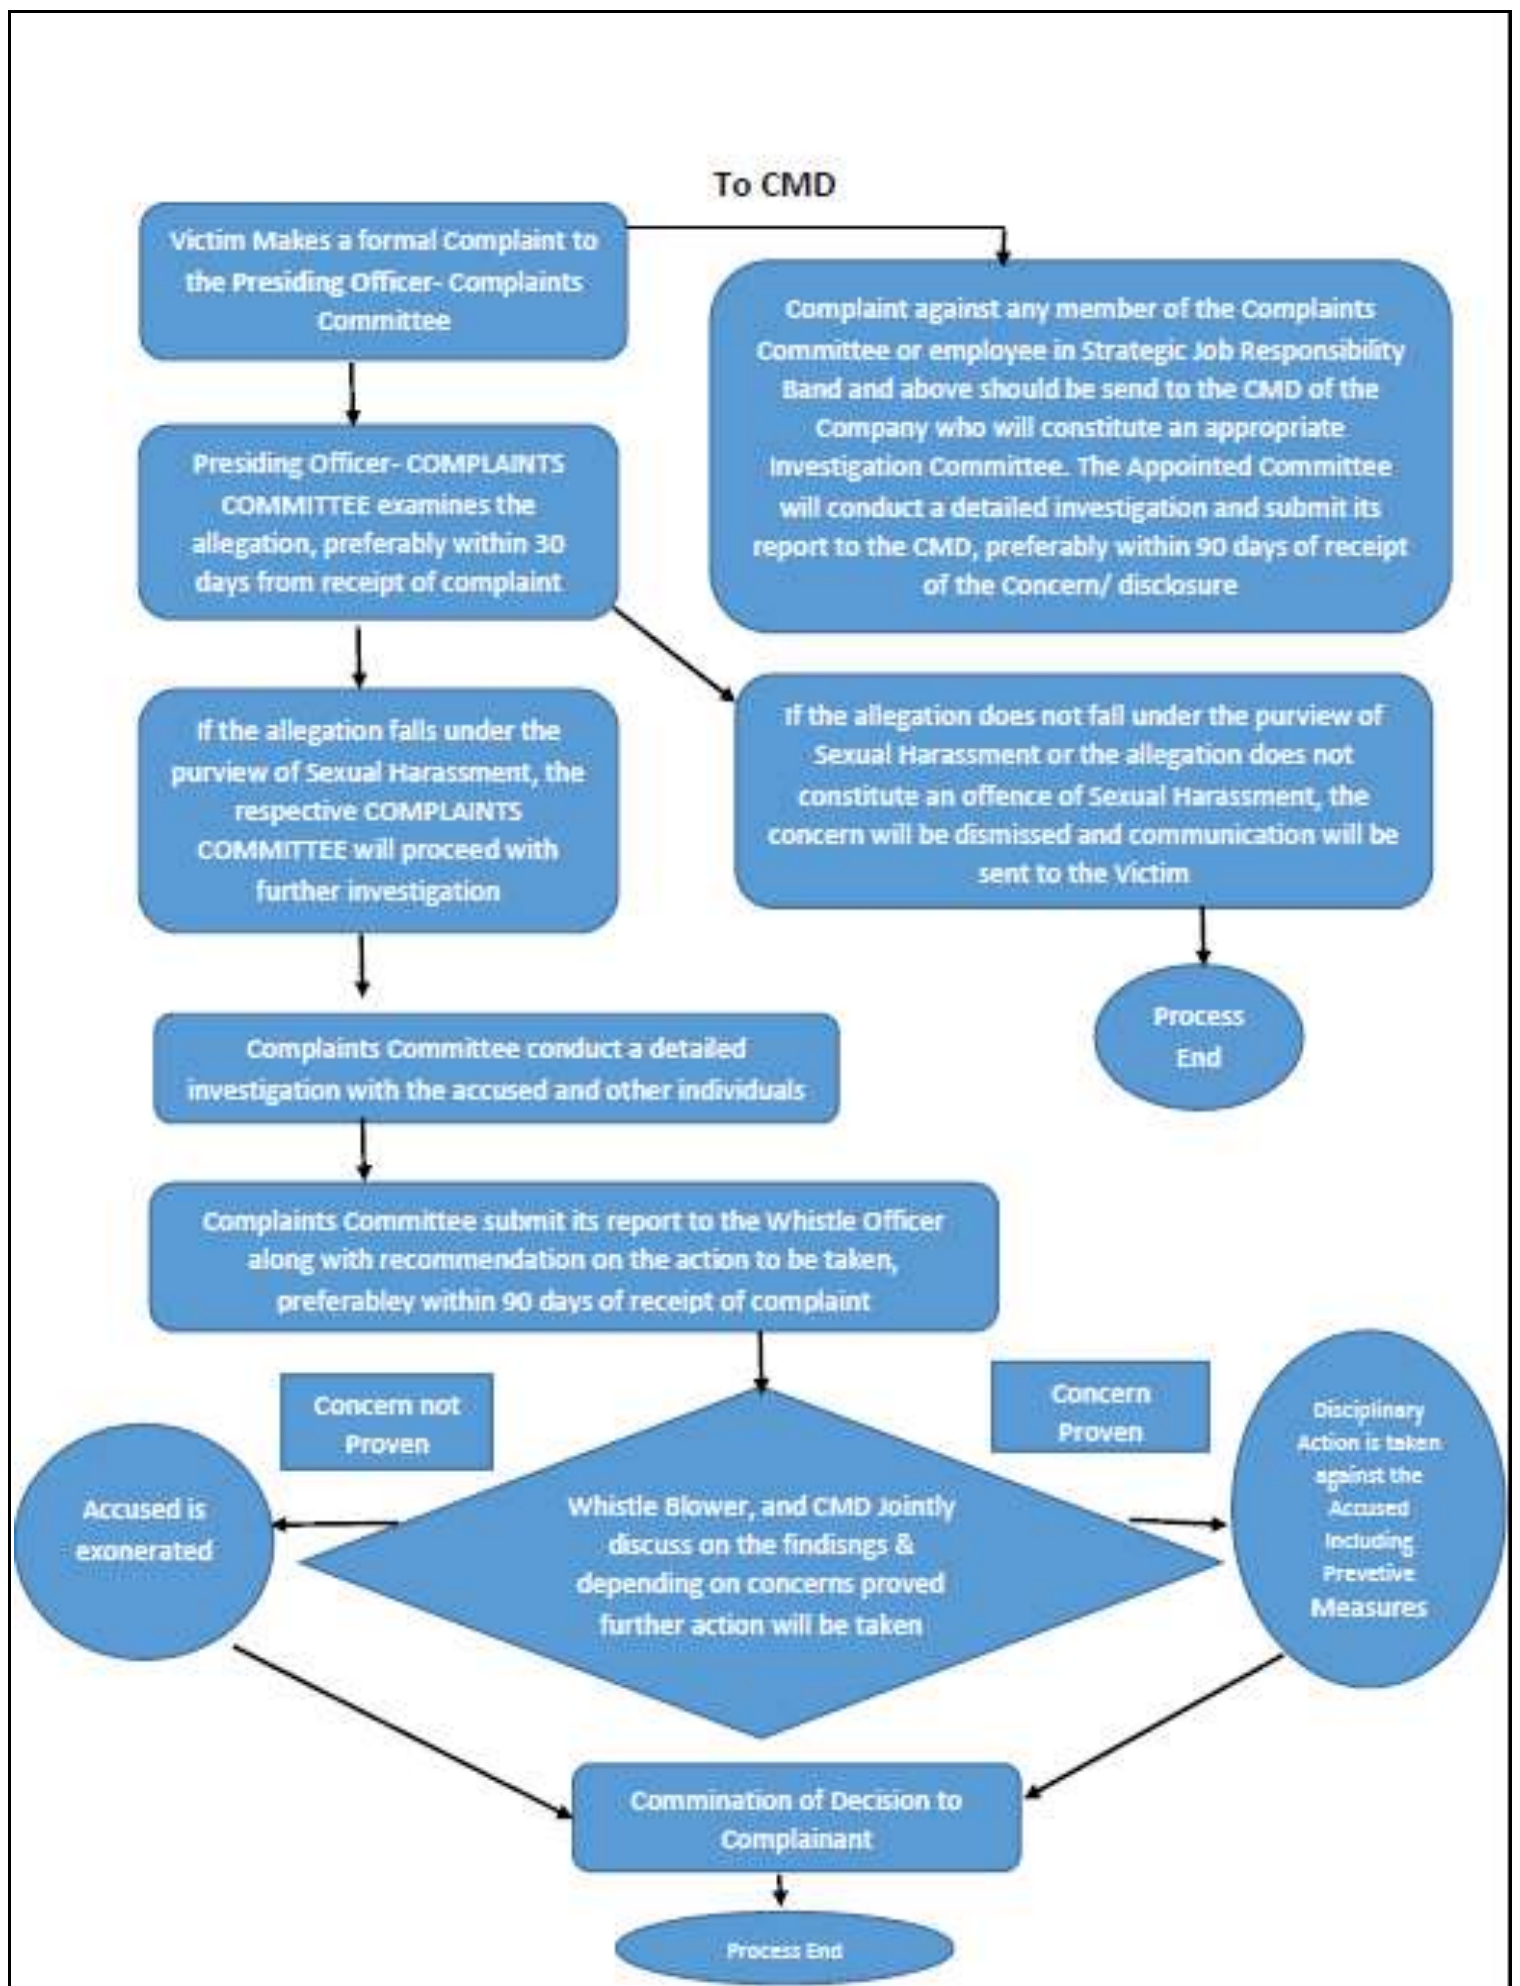 To CMD
Victim Makes a formal Complaint to
the Presiding Officer- Complaints
Committee
Complaint against any member of the Complaints
Committee or employee in Strategic Job Responsibility
Band and above should be send to the CMD of the
Company who will constitute an appropriate
Investigation Committee. The Appointed Committee
will conduct a detailed investigation and submit its
report to the CMD, preferably within 90 days of receipt
of the Concern/ disclosure
Presiding Officer- COMPLAINTS
COMMITTEE examines the
allegation, preferably within 30
days from receipt of complaint
If the allegation falls under the
purview of Sexual Harassment, the
respective COMPLAINTS
COMMITTEE will proceed with
further investigation
If the allegation does not fall under the purview of
Sexual Harassment or the allegation does not
constitute an offence of Sexual Harassment, the
concern will be dismissed and communication will be
sent to the Victim
Process
End
Complaints Committee conduct a detailed
investigation with the accused and other individuals
Complaints Committee submit its report to the Whistle Officer
along with recommendation on the action to be taken,
preferabley within 90 days of receipt of complaint
Concern not
Proven
Concern
Proven
Accused is
exonerated
Whistle Blower, and CMD Jointly
discuss on the findisngs &
depending on concerns proved
further action will be taken
Disciplinary
Action is taken
against the
Accused
Including
Prevetive
Measures
Commination of Decision to
Complainant
Process End